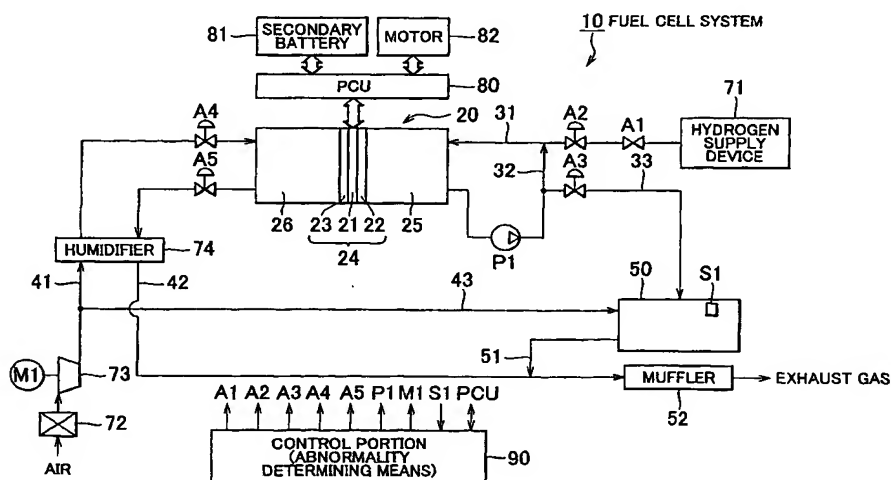 10 FUEL CELL SYSTEM
81
SECONDARY
BATTERY
MOTOR
82
PCU
80
20
A4
A5
31
A2
A1
71
HYDROGEN
SUPPLY
DEVICE
32
A3
33
26
23 21 22
25
24
P1
HUMIDIFIER
74
41
42
43
50
S1
51
M1
73
72
AIR
MUFFLER
EXHAUST GAS
52
A1 A2 A3 A4 A5 P1 M1 S1 PCU
CONTROL PORTION
(ABNORMALITY
DETERMINING MEANS)
90